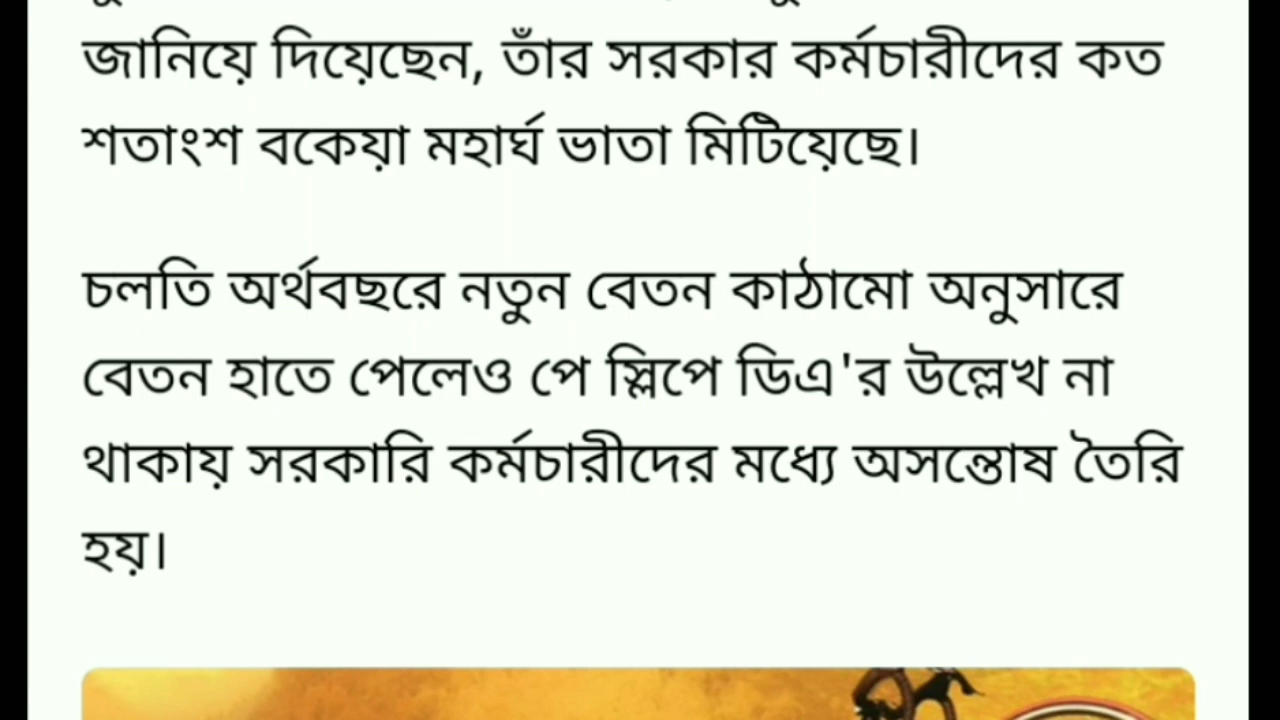 জানিয়ে দিয়েছেন, তাঁর সরকার কর্মচারীদের কত
শতাংশ বকেয়া মহার্ঘ ভাতা মিটিয়েছে।
চলতি অর্থবছরে নতুন বেতন কাঠামো অনুসারে
বেতন হাতে পেলেও পে স্লিপে ডিএ'র উল্লেখ না
থাকায় সরকারি কর্মচারীদের মধ্যে অসন্তোষ তৈরি
হয়।